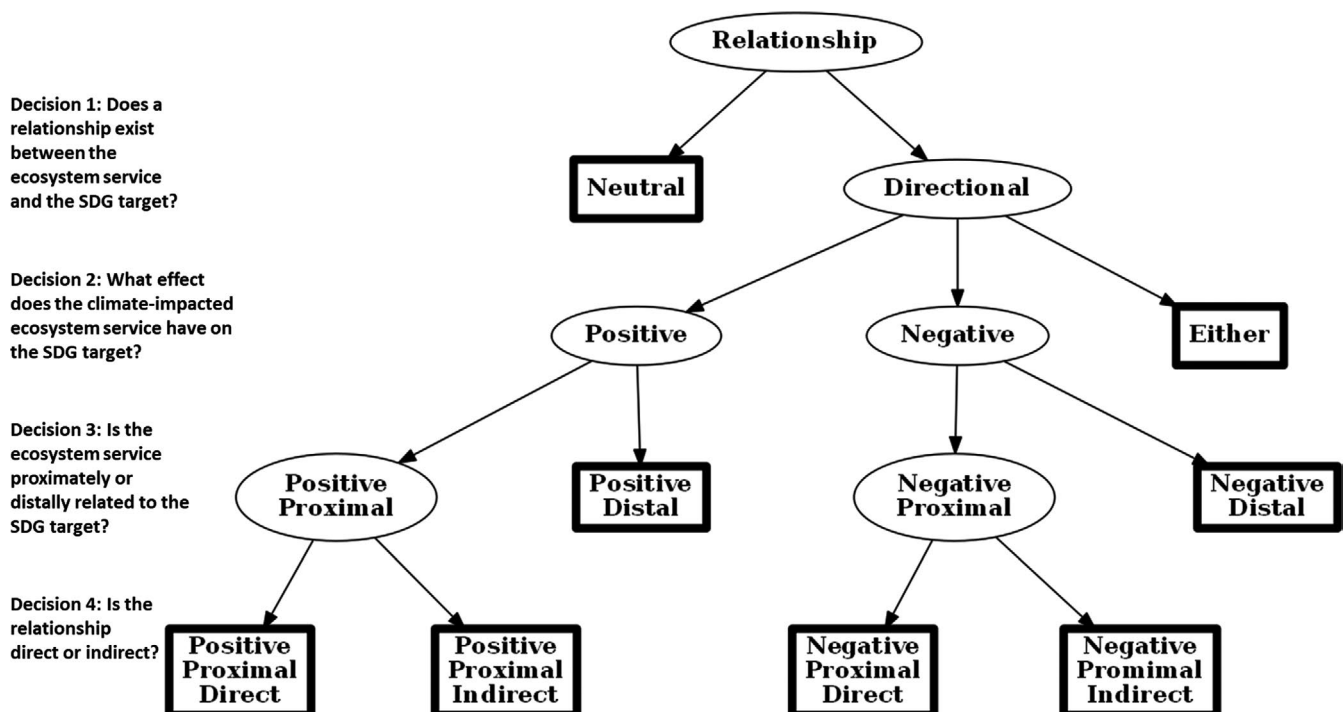 Relationship
Decision 1: Does a
relationship exist
between the
ecosystem service
and the SDG target?
Neutral
Directional
Decision 2: What effect
does the climate-impacted
ecosystem service have on
the SDG target?
Positive
Negative
Either
Decision 3: Is the
ecosystem service
proximately or
distally related to the
SDG target?
Positive
Proximal
Positive
Distal
Negative
Proximal
Negative
Distal
Decision 4: Is the
relationship
direct or indirect?
Positive
Proximal
Direct
Positive
Proximal
Indirect
Negative
Proximal
Direct
Negative
Promimal
Indirect